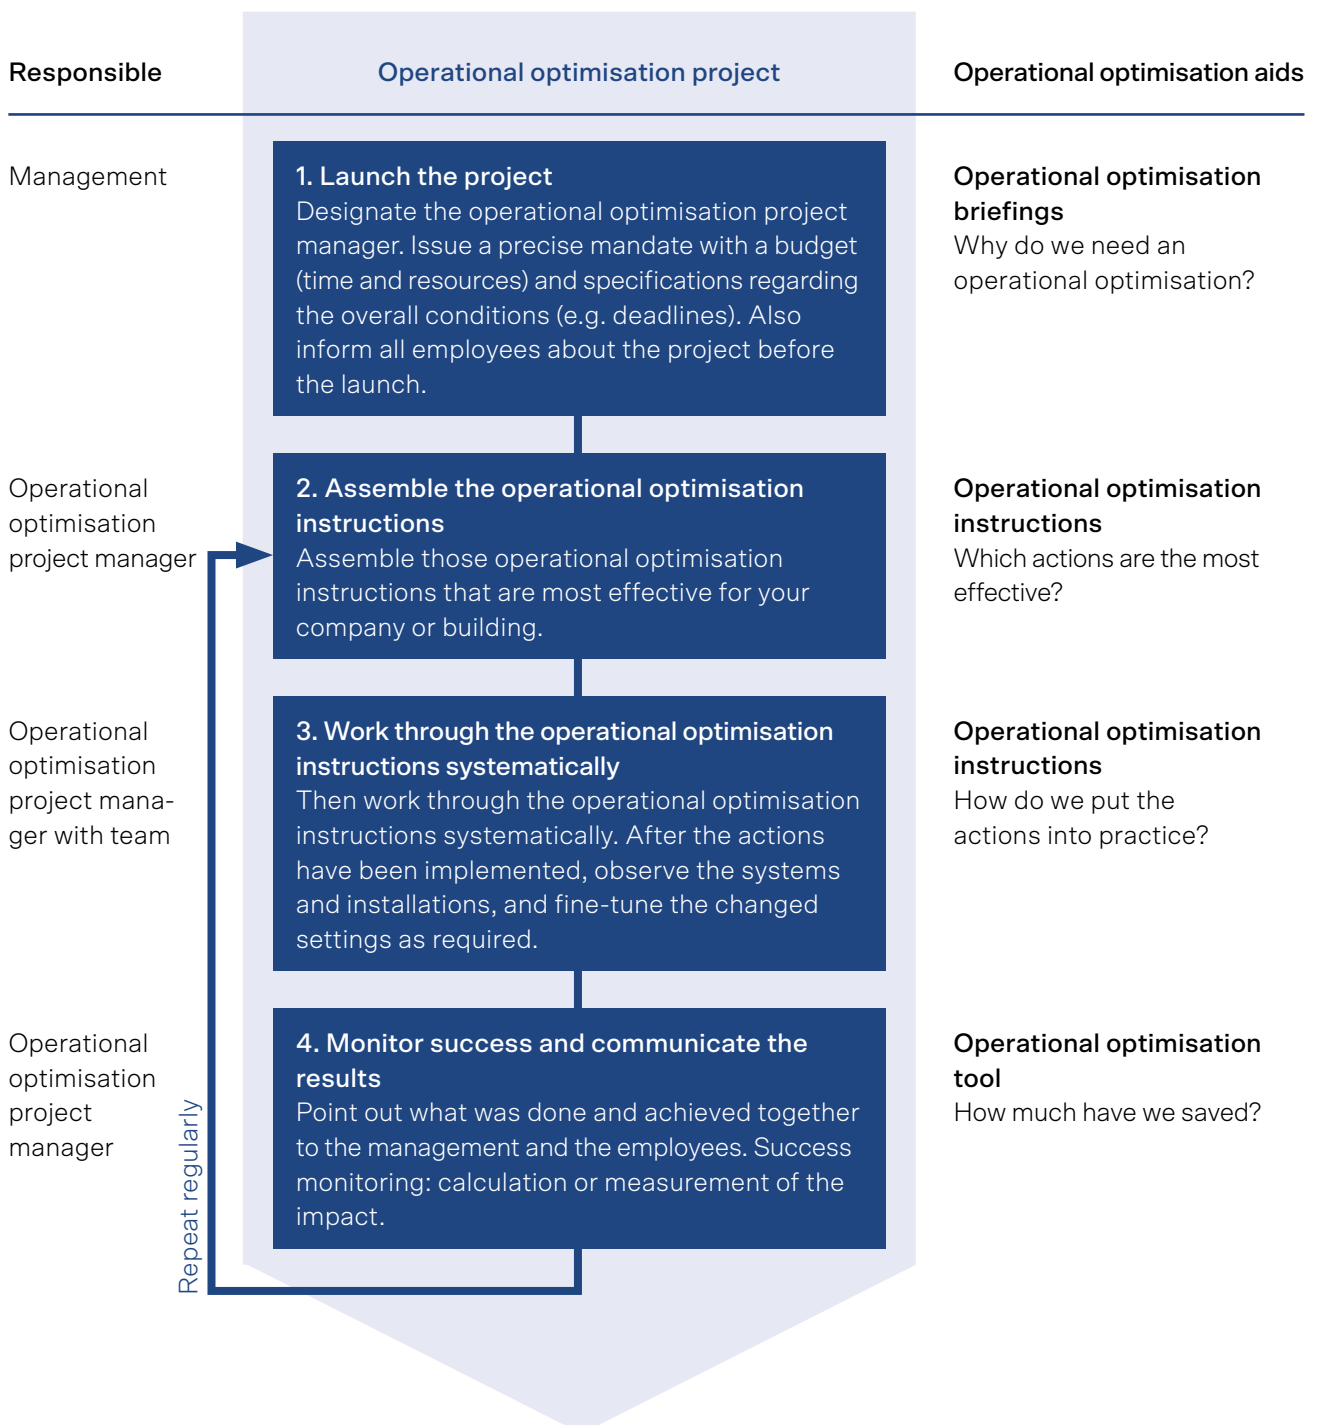 Responsible
Operational optimisation project
Operational optimisation aids
Management
1. Launch the project
Designate the operational optimisation project
manager. Issue a precise mandate with a budget
(time and resources) and specifications regarding
the overall conditions (e.g. deadlines). Also
inform all employees about the project before
the launch.
Operational optimisation
briefings
Why do we need an
operational optimisation?
Operational
optimisation
project manager
2. Assemble the operational optimisation
instructions
Assemble those operational optimisation
instructions that are most effective for your
company or building.
Operational optimisation
instructions
Which actions are the most
effective?
Operational
optimisation
project mana-
ger with team
3. Work through the operational optimisation
instructions systematically
Then work through the operational optimisation
instructions systematically. After the actions
have been implemented, observe the systems
and installations, and fine-tune the changed
settings as required.
Operational optimisation
instructions
How do we put the
actions into practice?
Operational
optimisation
project
manager
Repeat regularly
4. Monitor success and communicate the
results
Point out what was done and achieved together
to the management and the employees. Success
monitoring: calculation or measurement of the
impact.
Operational optimisation
tool
How much have we saved?